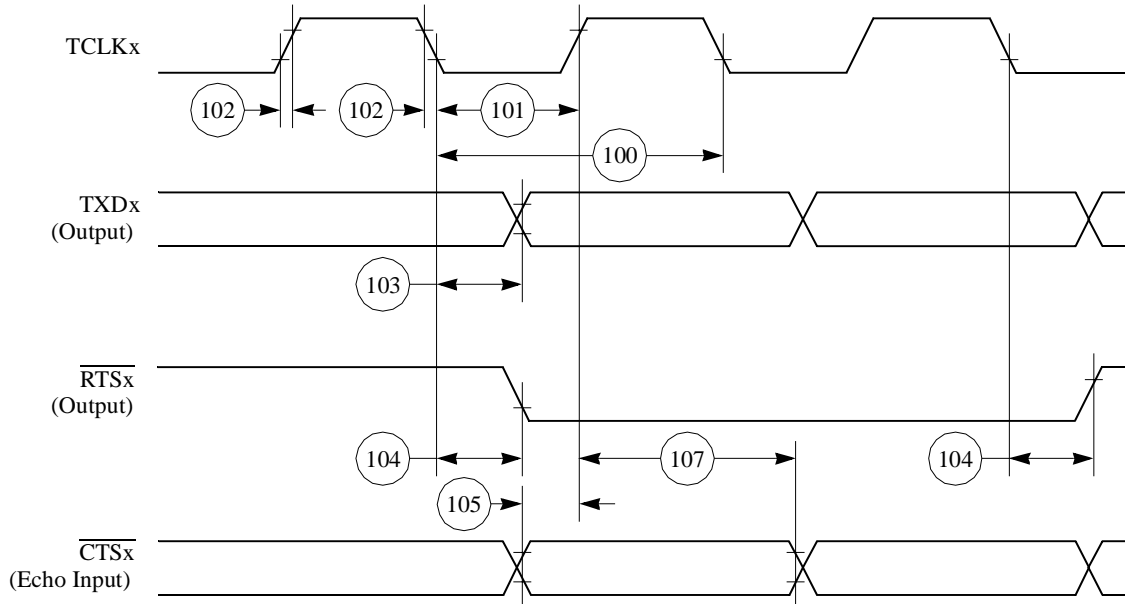 TCLKx
102
102
101
100
TXDx
(Output)
103
RTSx
(Output)
104
107
104
105
CTSx
(Echo Input)